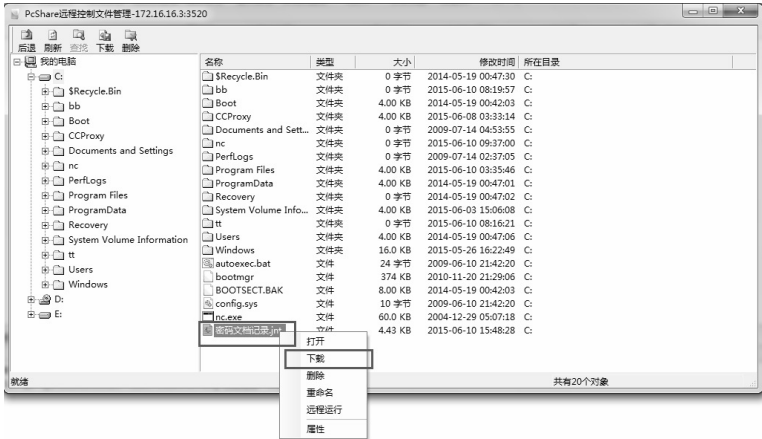 PcShare远程控制文件管理-172.16.16.3:3520
后退 刷新 查找 下载 删除
我的电脑
C:
$Recycle.Bin
bb
Boot
CCProxy
Documents and Settings
nc
PerfLogs
Program Files
ProgramData
Recovery
System Volume Information
tt
Users
Windows
D:
E:
名称 类型 大小 修改时间 所在目录
$Recycle.Bin 文件夹 0 字节 2014-05-19 00:47:30 C:
bb 文件夹 0 字节 2015-06-10 08:19:57 C:
Boot 文件夹 4.00 KB 2014-05-19 00:42:03 C:
CCProxy 文件夹 4.00 KB 2015-06-08 03:33:14 C:
Documents and Sett... 文件夹 0 字节 2009-07-14 04:53:55 C:
nc 文件夹 0 字节 2015-06-10 09:37:00 C:
PerfLogs 文件夹 0 字节 2009-07-14 02:37:05 C:
Program Files 文件夹 4.00 KB 2015-06-10 03:35:46 C:
ProgramData 文件夹 4.00 KB 2014-05-19 00:47:01 C:
Recovery 文件夹 0 字节 2014-05-19 00:47:02 C:
System Volume Info... 文件夹 4.00 KB 2015-06-03 15:06:08 C:
tt 文件夹 0 字节 2015-06-10 08:16:21 C:
Users 文件夹 4.00 KB 2014-05-19 00:47:06 C:
Windows 文件夹 16.0 KB 2015-05-26 16:22:49 C:
autoexec.bat 文件 24 字节 2009-06-10 21:42:20 C:
bootmgr 文件 374 KB 2010-11-20 21:29:06 C:
BOOTSECT.BAK 文件 8.00 KB 2014-05-19 00:42:03 C:
config.sys 文件 10 字节 2009-06-10 21:42:20 C:
nc.exe 文件 60.0 KB 2004-12-29 05:07:18 C:
密码文档记录.jnt 文件 4.43 KB 2015-06-10 15:48:28 C:
打开
下载
删除
重命名
远程运行
属性
就绪 共有20个对象